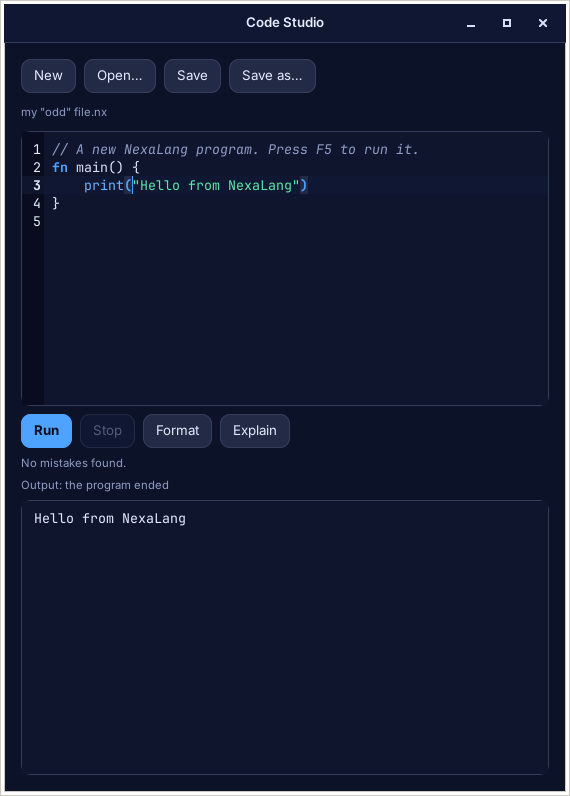 Code Studio
New Open... Save Save as...
my "odd" file.nx
1 // A new NexaLang program. Press F5 to run it.
2 fn main() {
3 print("Hello from NexaLang")
4 }
5
Run Stop Format Explain
No mistakes found.
Output: the program ended
Hello from NexaLang